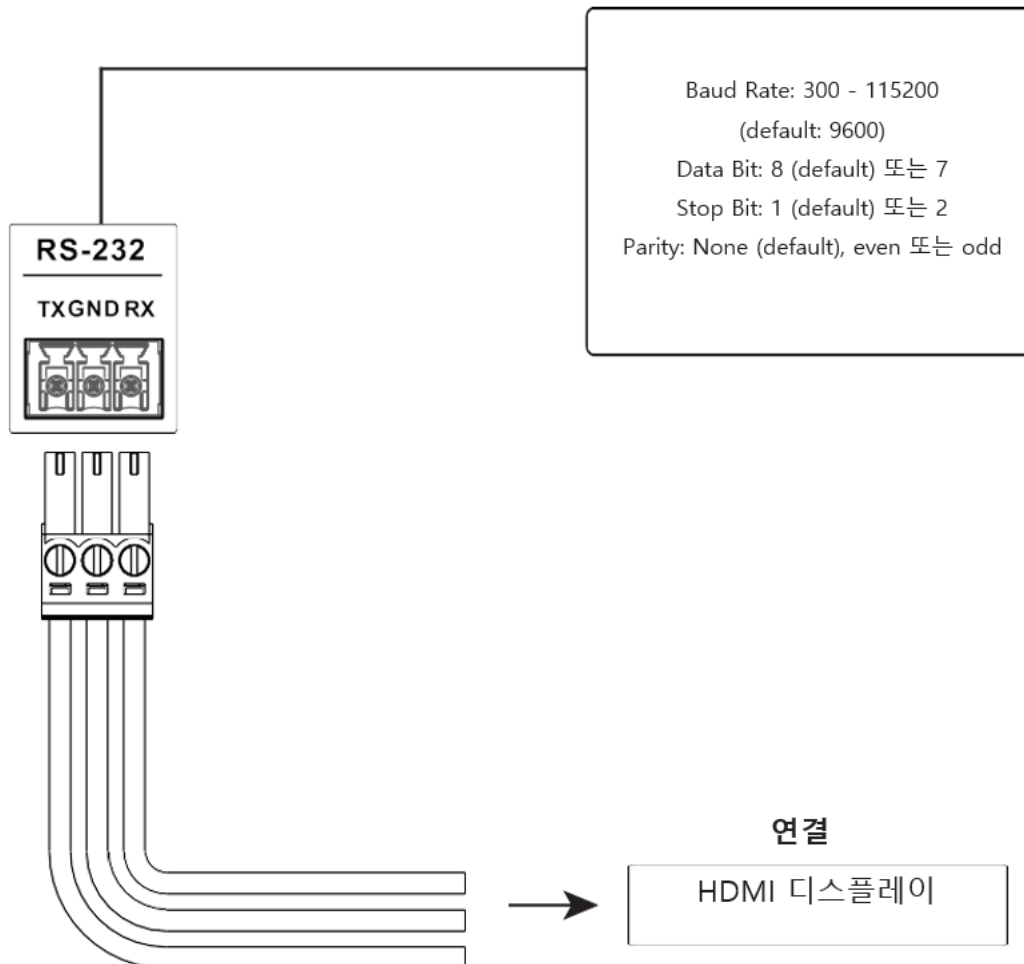 Baud Rate: 300 - 115200
(default: 9600)
Data Bit: 8 (default) 또는 7
Stop Bit: 1 (default) 또는 2
Parity: None (default), even 또는 odd
RS-232
TX GND RX
연결
HDMI 디스플레이